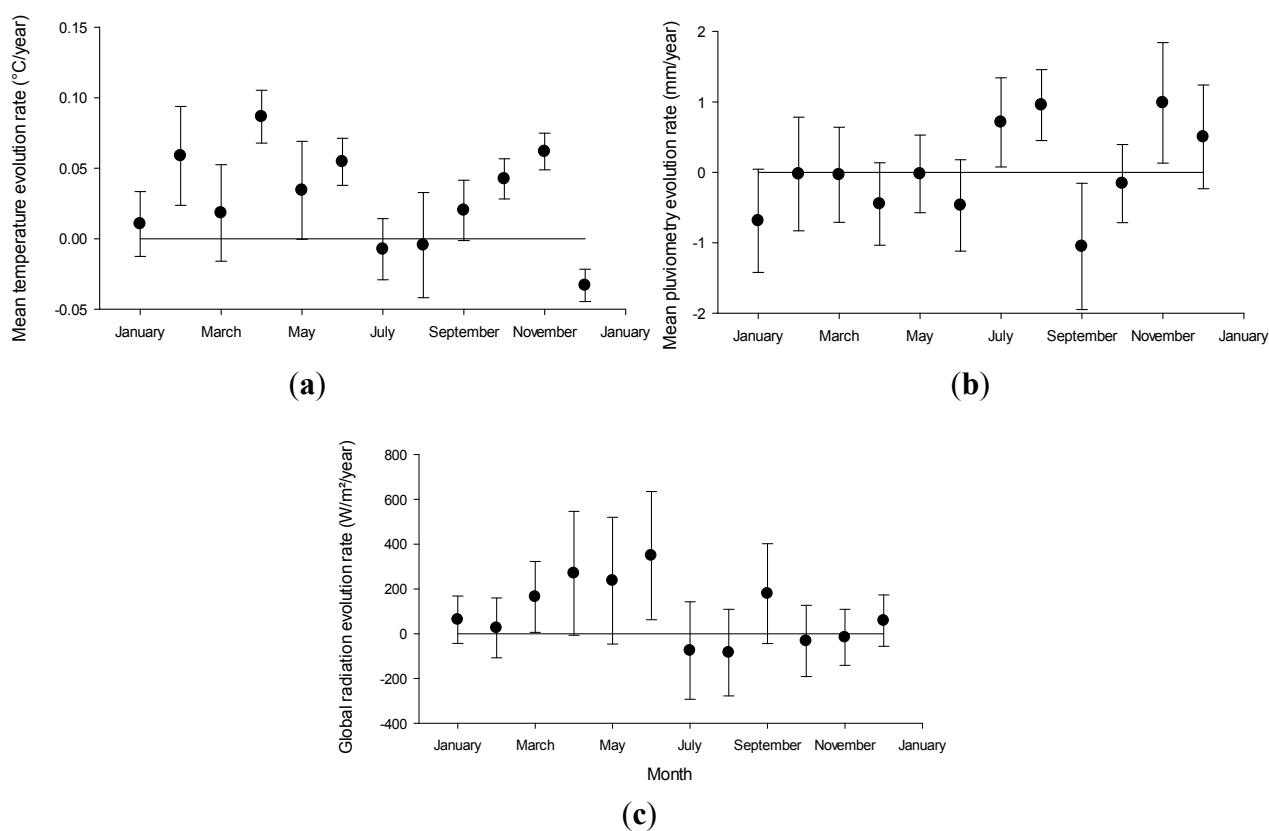 Mean temperature evolution rate (°C/year)
0.15
0.10
0.05
0.00
-0.05
January March May July September November January
(a)
Mean pluviometry evolution rate (mm/year)
2
1
0
-1
-2
January March May July September November January
(b)
Global radiation evolution rate (W/m²/year)
800
600
400
200
0
-200
-400
January March May July September November January
Month
(c)